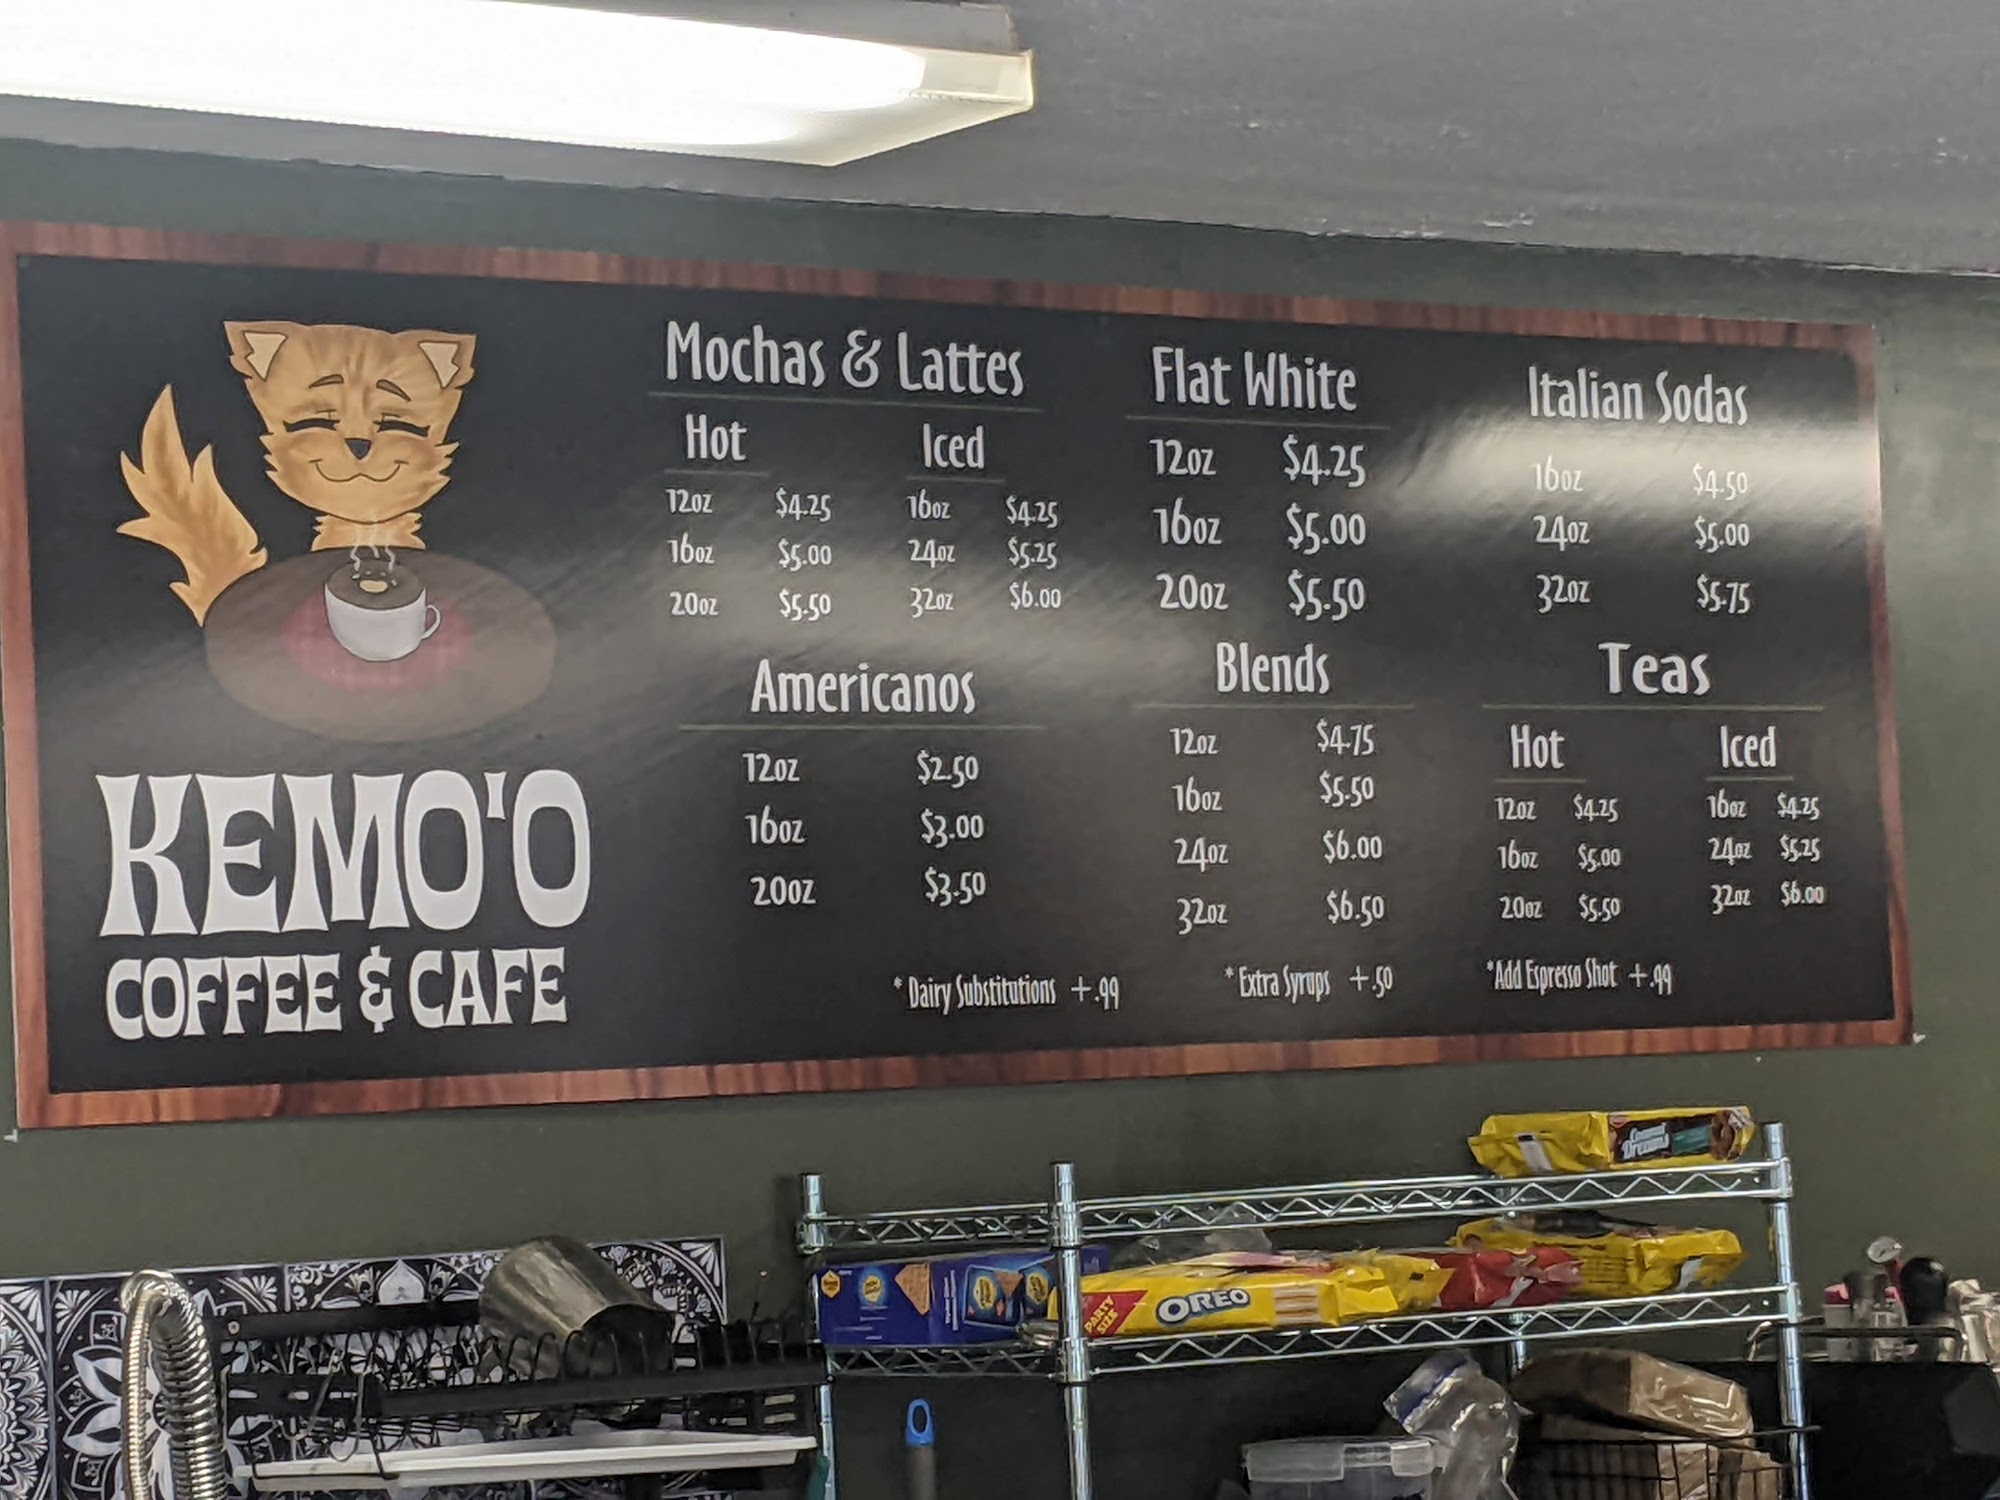 KEMO'O
COFFEE & CAFE
Mochas & Lattes
Hot
12oz $4.25
16oz $5.00
20oz $5.50
Iced
16oz $4.25
24oz $5.25
32oz $6.00
Americanos
12oz $2.50
16oz $3.00
20oz $3.50
Flat White
12oz $4.25
16oz $5.00
20oz $5.50
Blends
12oz $4.75
16oz $5.50
24oz $6.00
32oz $6.50
Italian Sodas
16oz $4.50
24oz $5.00
32oz $5.75
Teas
Hot
12oz $4.25
16oz $5.00
20oz $5.50
Iced
16oz $4.25
24oz $5.25
32oz $6.00
* Dairy Substitutions +.99
* Extra Syrups +.50
*Add Espresso Shot +.99
Dreams
PARTY
SIZE
OREO